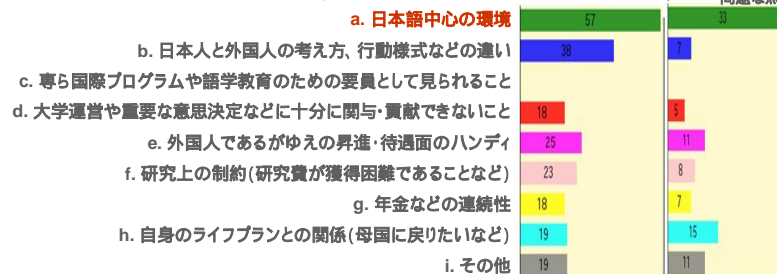 問題な点
a. 日本語中心の環境 57 33
b. 日本人と外国人の考え方、行動様式などの違い 38 7
c. 専ら国際プログラムや語学教育のための要員として見られること
d. 大学運営や重要な意思決定などに十分に関与・貢献できないこと 18 5
e. 外国人であるがゆえの昇進・待遇面のハンディ 25 11
f. 研究上の制約(研究費が獲得困難であることなど) 23 8
g. 年金などの連続性 18 7
h. 自身のライフプランとの関係(母国に戻りたいなど) 19 15
i. その他 19 11